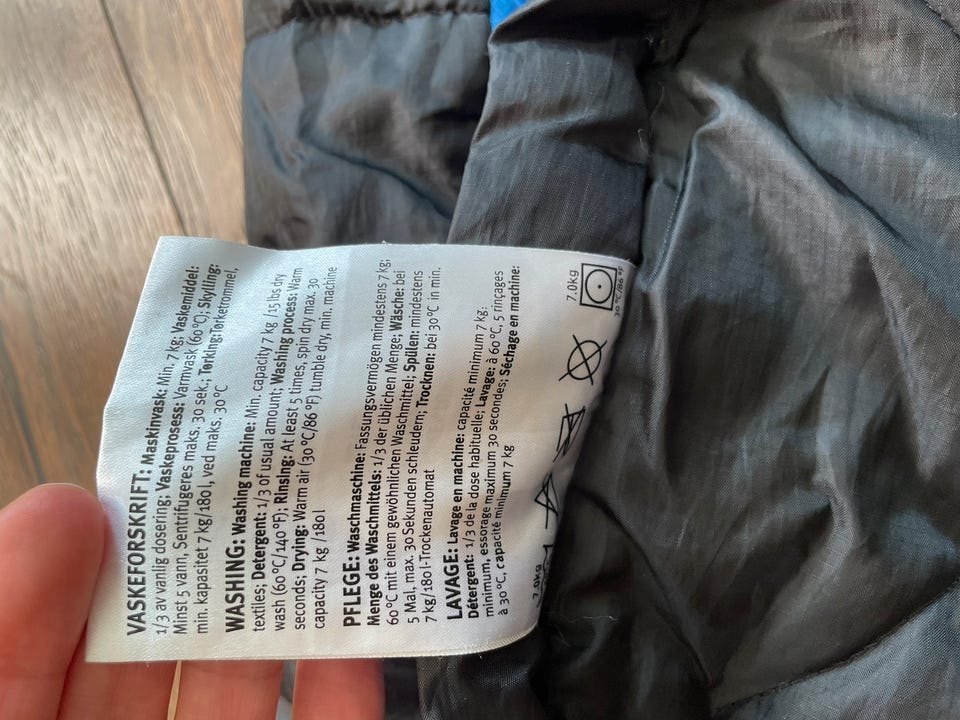 VASKEFORSKRIFT: Maskinvask: Min, 7 kg; Vaskemiddel:
1/3 av vanlig dosering; Vaskeprosess: Varmvask (60 °C); Skylling:
Minst 5 vann, Sentrifugeres maks, 30 sek.; Tørking: Tørketrommel,
min. kapasitet 7 kg/180 l, ved maks, 30 °C
WASHING: Washing machine: Min. capacity 7 kg /15 lbs dry
textiles; Detergent: 1/3 of usual amount; Washing process: Warm
wash (60 °C/140 °F); Rinsing: At least 5 times, spin dry max. 30
seconds; Drying: Warm air (30 °C/86 °F) tumble dry, min. machine
capacity 7 kg /180 l
PFLEGE: Waschmaschine: Fassungsvermögen mindestens 7 kg;
Menge des Waschmittels: 1/3 der üblichen Menge; Wäsche: bei
60 °C mit einem gewöhnlichen Waschmittel; Spülen: mindestens
5 Mal, max. 30 Sekunden schleudern; Trocknen: bei 30 °C in min.
7 kg/180 l-Trockenautomat
LAVAGE: Lavage en machine: capacité minimum 7 kg.
Détergent: 1/3 de la dose habituelle; Lavage: à 60 °C, 5 rinçages
minimum, essorage maximum 30 secondes; Séchage en machine:
à 30 °C, capacité minimum 7 kg
7.0kg
7.0kg
30 °C/86 °F